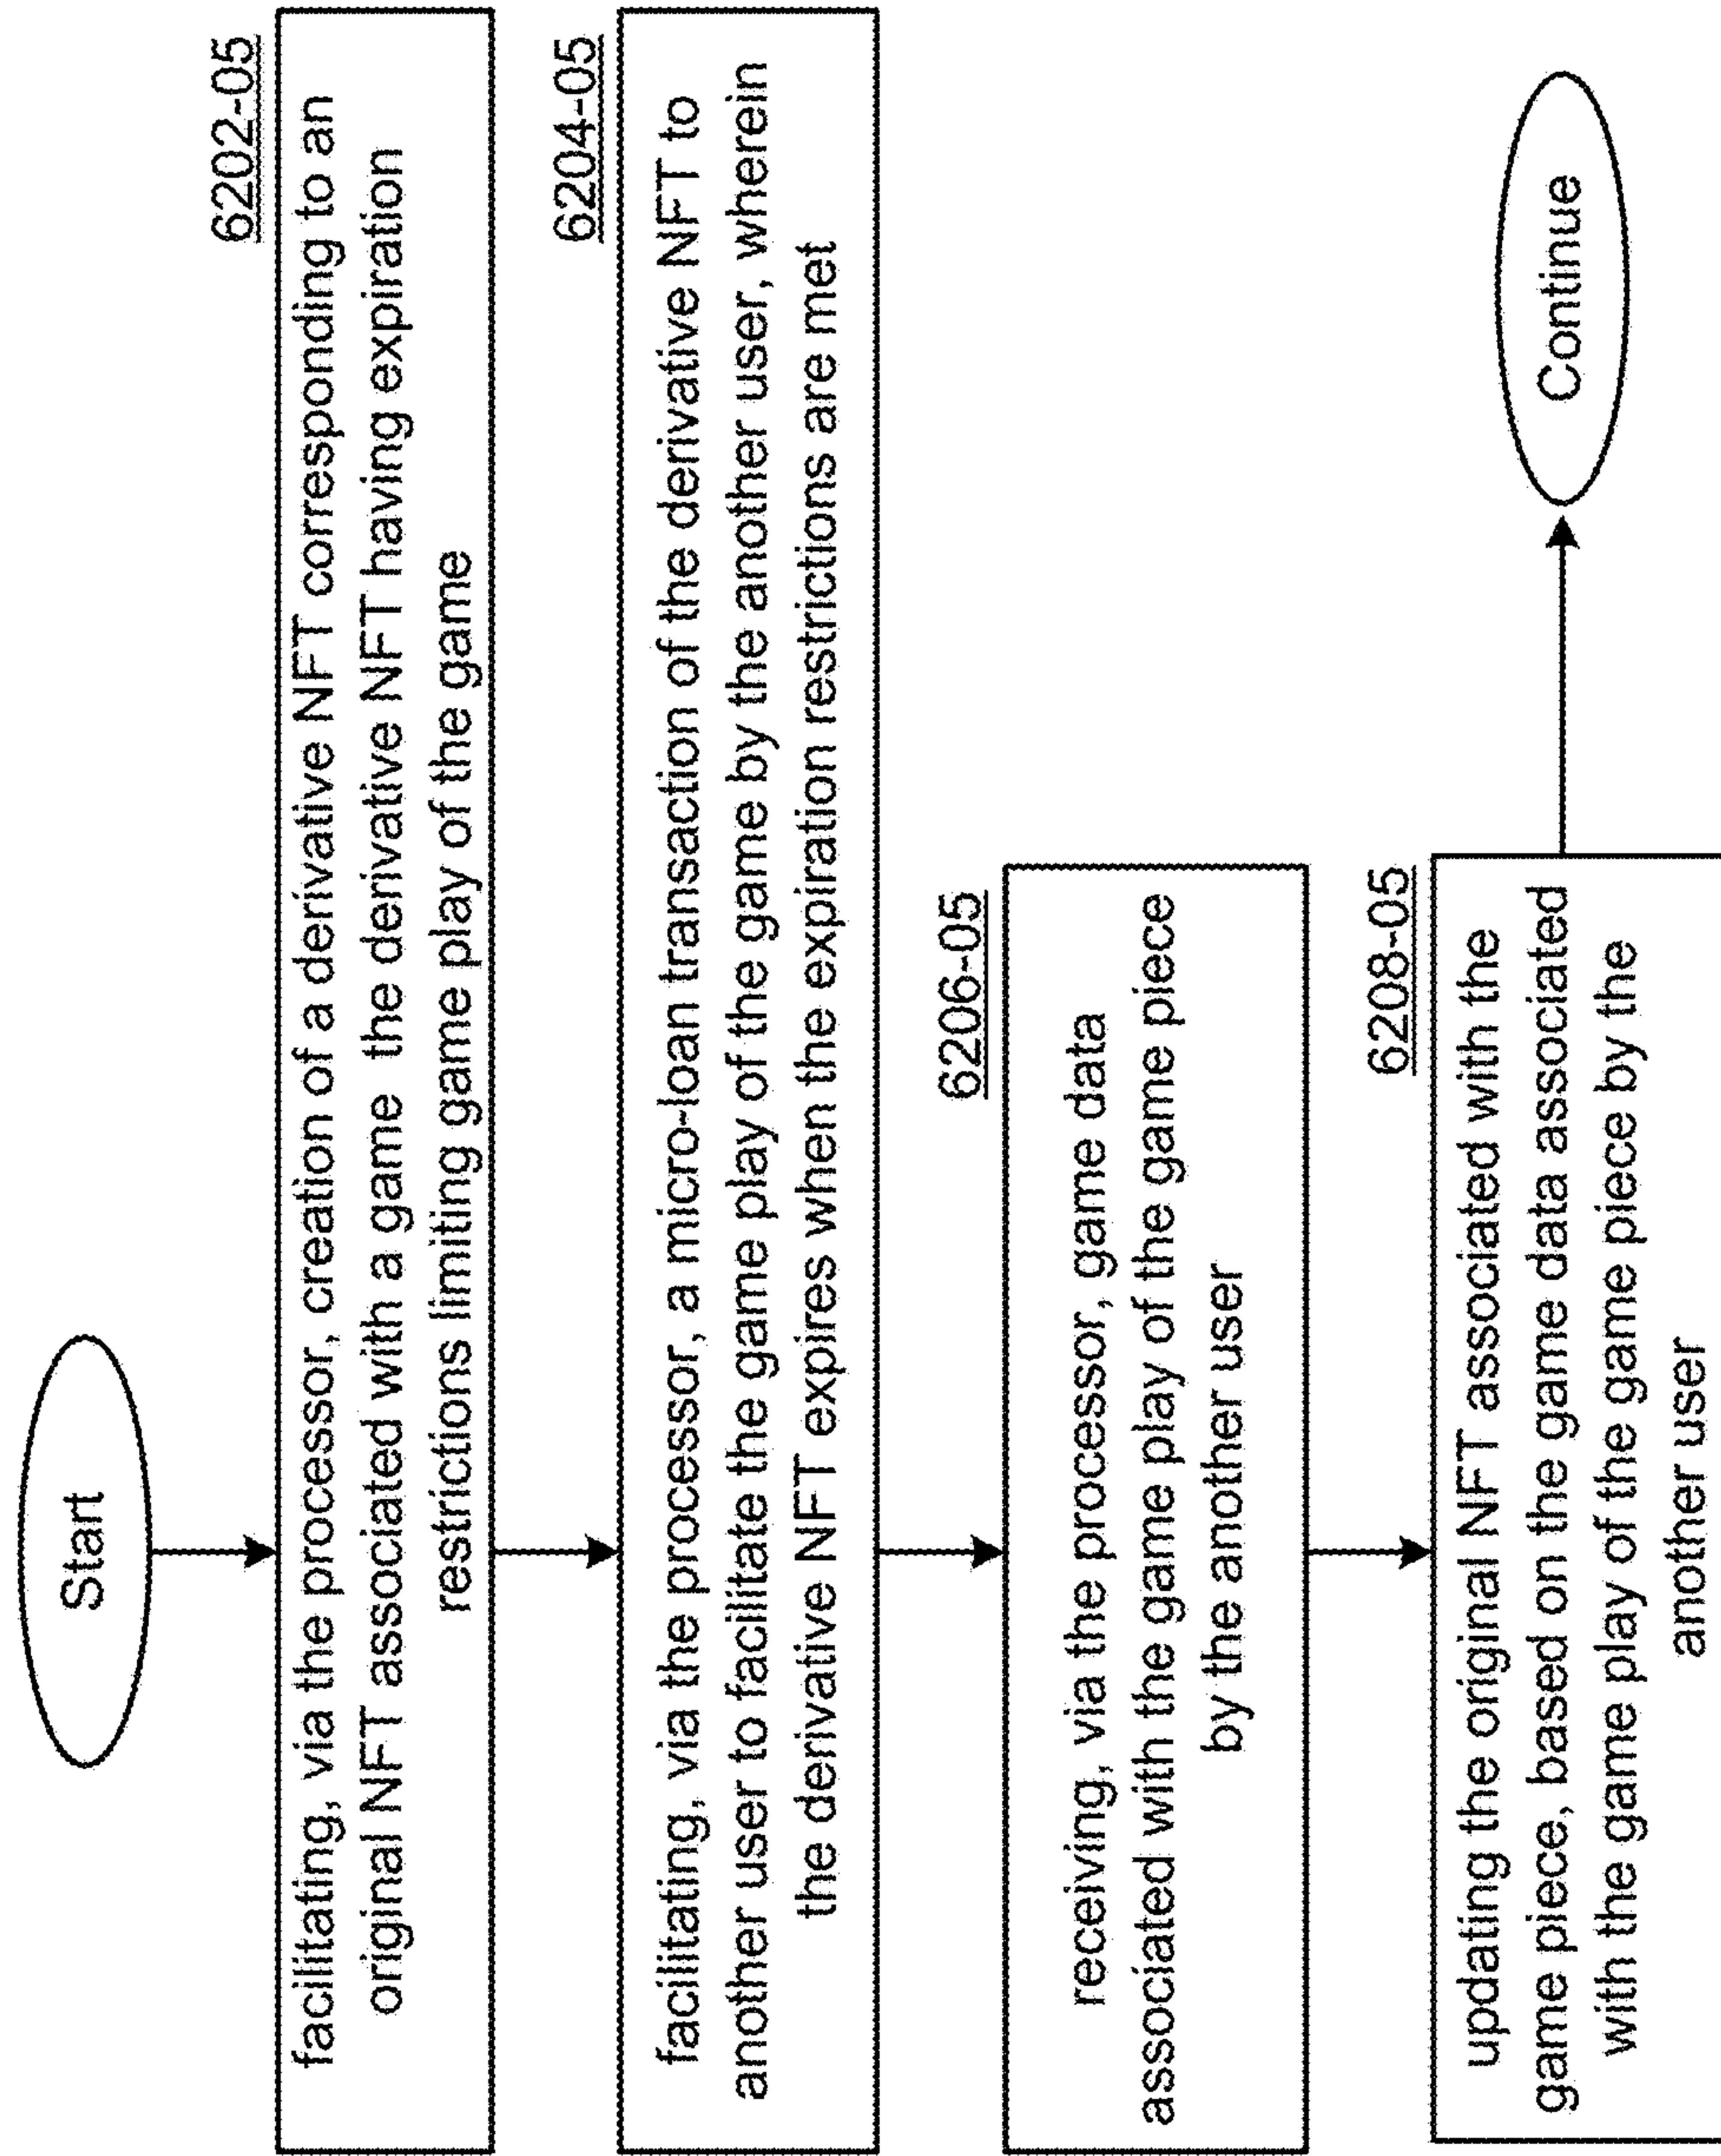 Start
6202-05
facilitating, via the processor, creation of a derivative NFT corresponding to an
original NFT associated with a game the derivative NFT having expiration
restrictions limiting game play of the game
6204-05
facilitating, via the processor, a micro-loan transaction of the derivative NFT to
another user to facilitate the game play of the game by the another user, wherein
the derivative NFT expires when the expiration restrictions are met
6206-05
receiving, via the processor, game data
associated with the game play of the game piece
by the another user
6208-05
updating the original NFT associated with the
game piece, based on the game data associated
with the game play of the game piece by the
another user
Continue